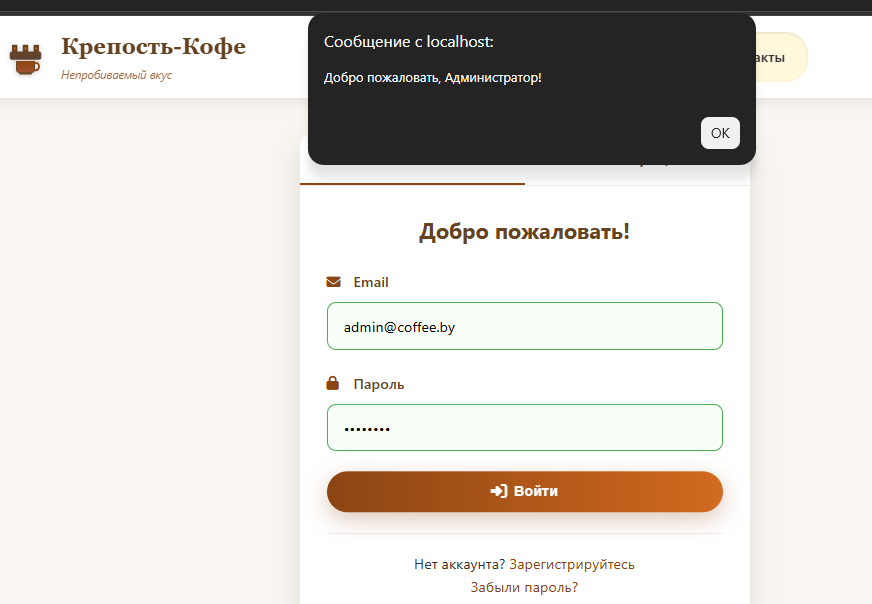 Крепость-Кофе
Непробиваемый вкус
Сообщение с localhost:
Добро пожаловать, Администратор!
OK
Добро пожаловать!
Email
admin@coffee.by
Пароль
••••••••
Войти
Нет аккаунта? Зарегистрируйтесь
Забыли пароль?